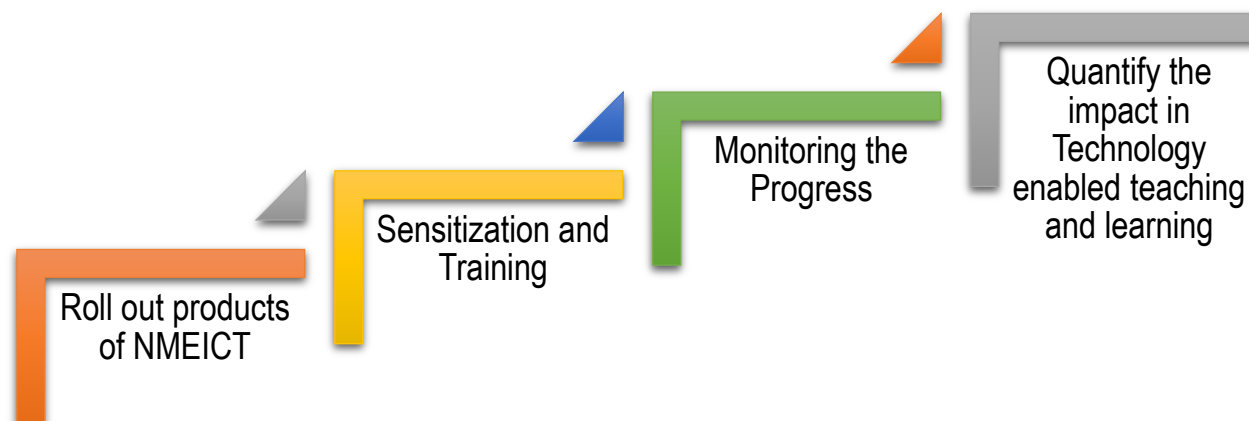 Roll out products
of NMEICT
Sensitization and
Training
Monitoring the
Progress
Quantify the
impact in
Technology
enabled teaching
and learning